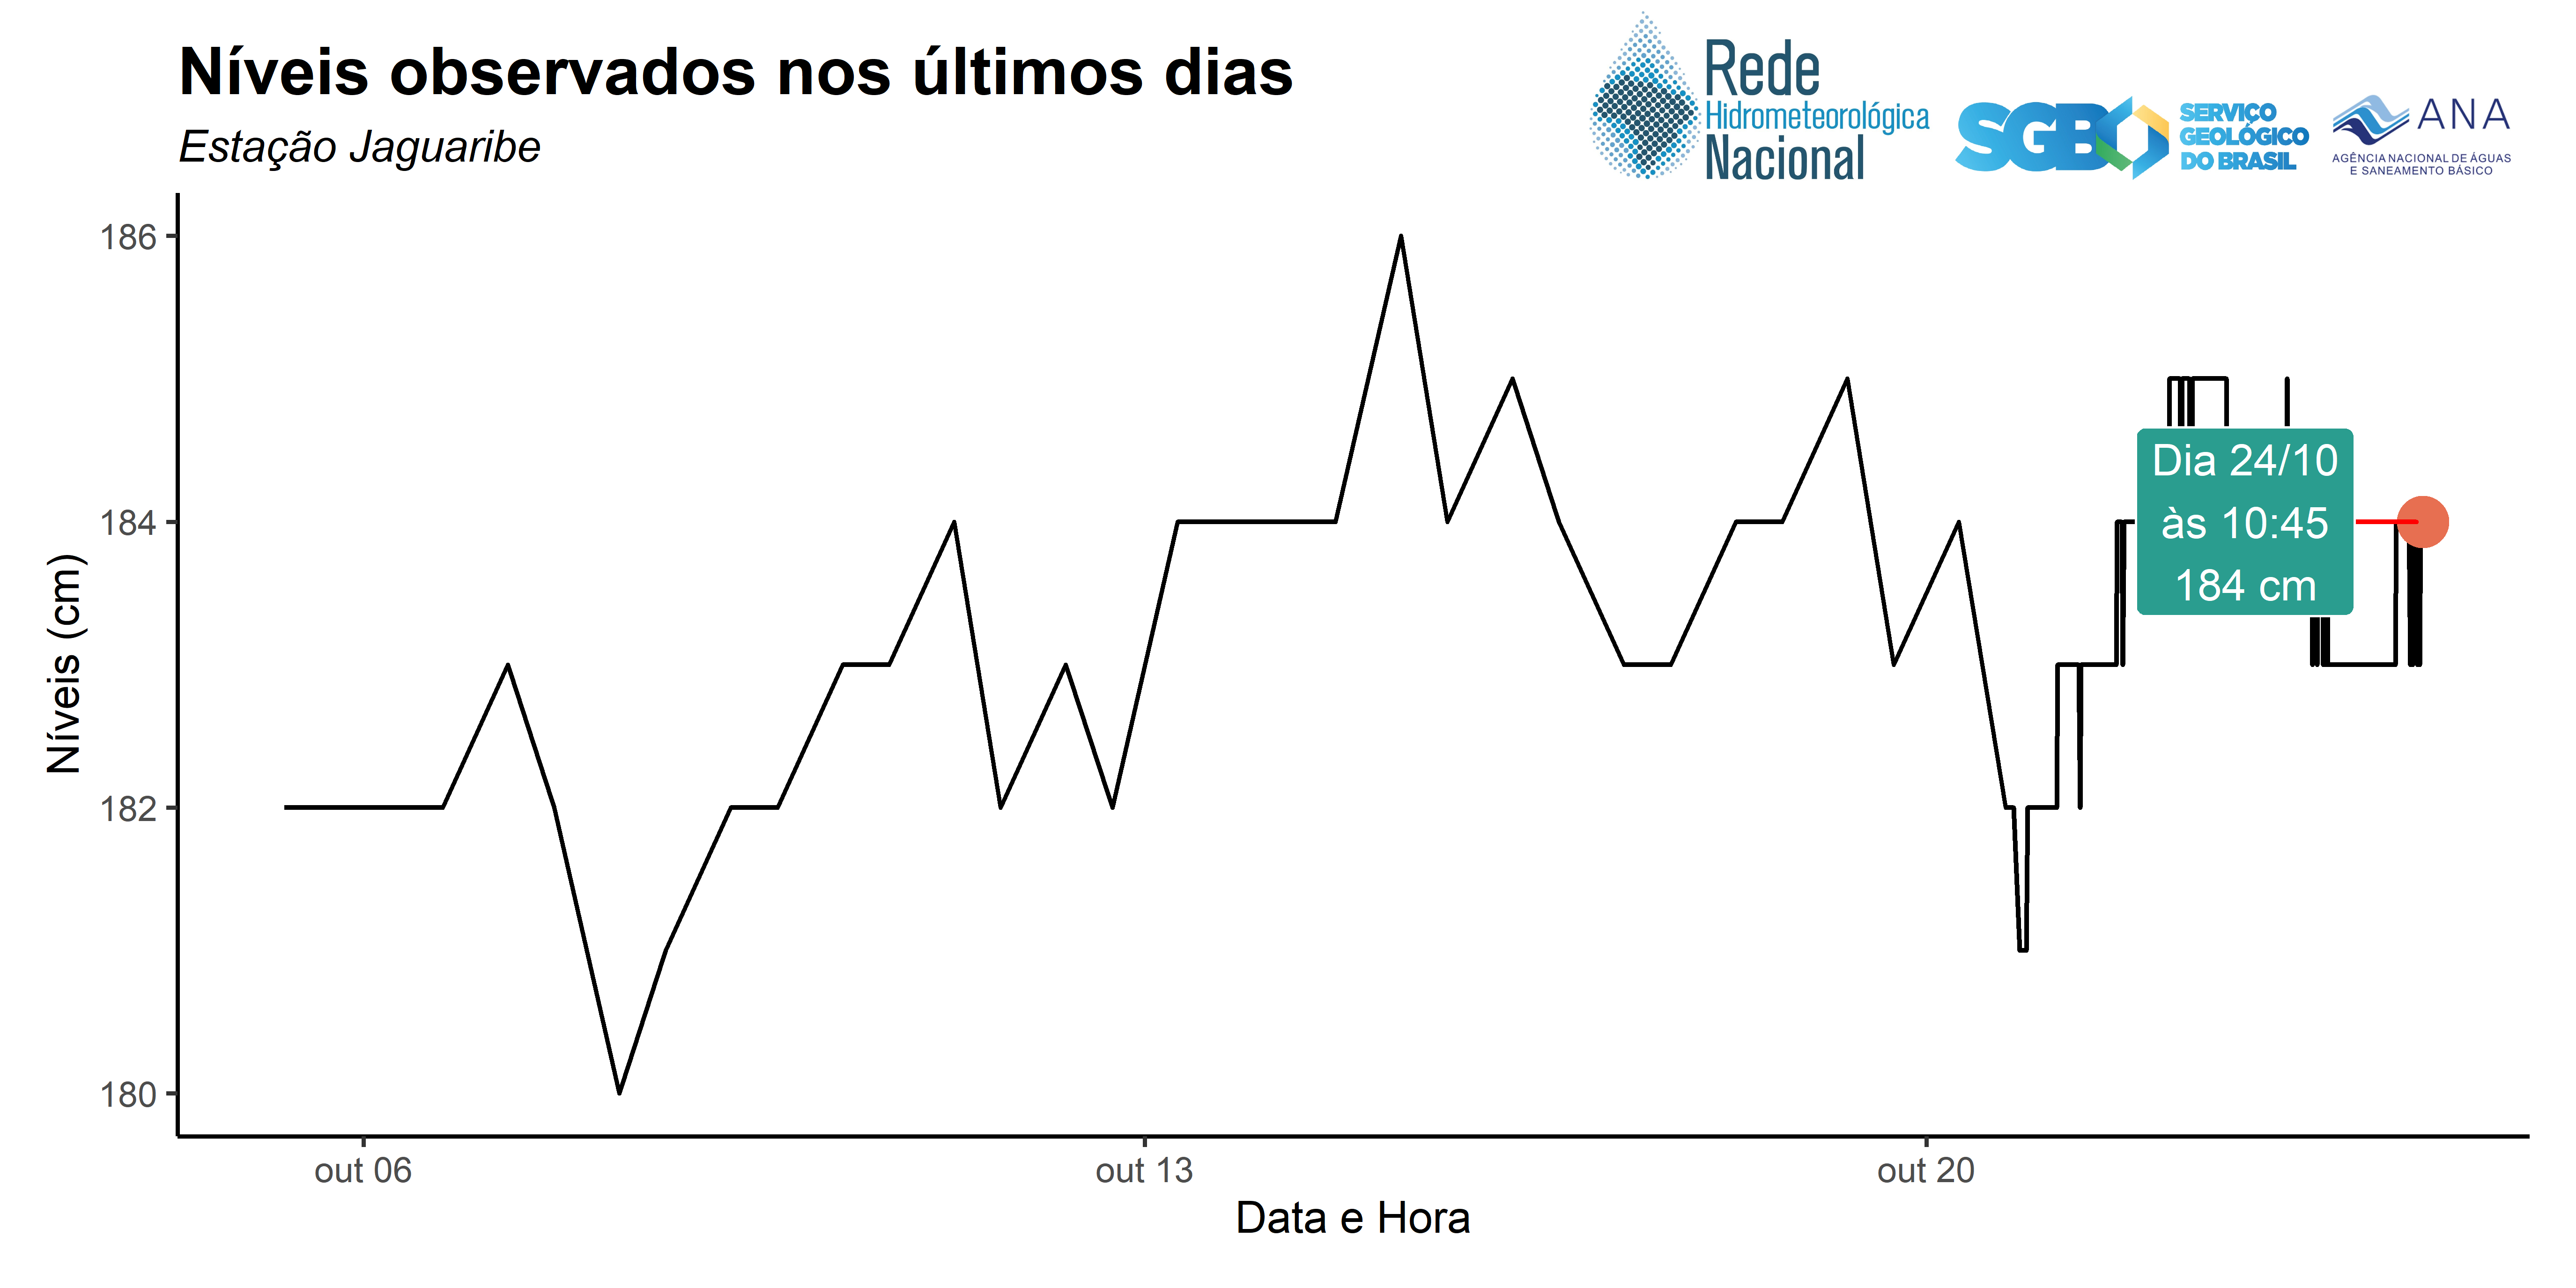 Níveis observados nos últimos dias
Estação Jaguaribe
Rede
Hidrometeorológica
Nacional
SGB
SERVIÇO
GEOLÓGICO
DO BRASIL
ANA
AGÊNCIA NACIONAL DE ÁGUAS
E SANEAMENTO BÁSICO
186
184
182
180
Níveis (cm)
Dia 24/10
às 10:45
184 cm
out 06
out 13
out 20
Data e Hora